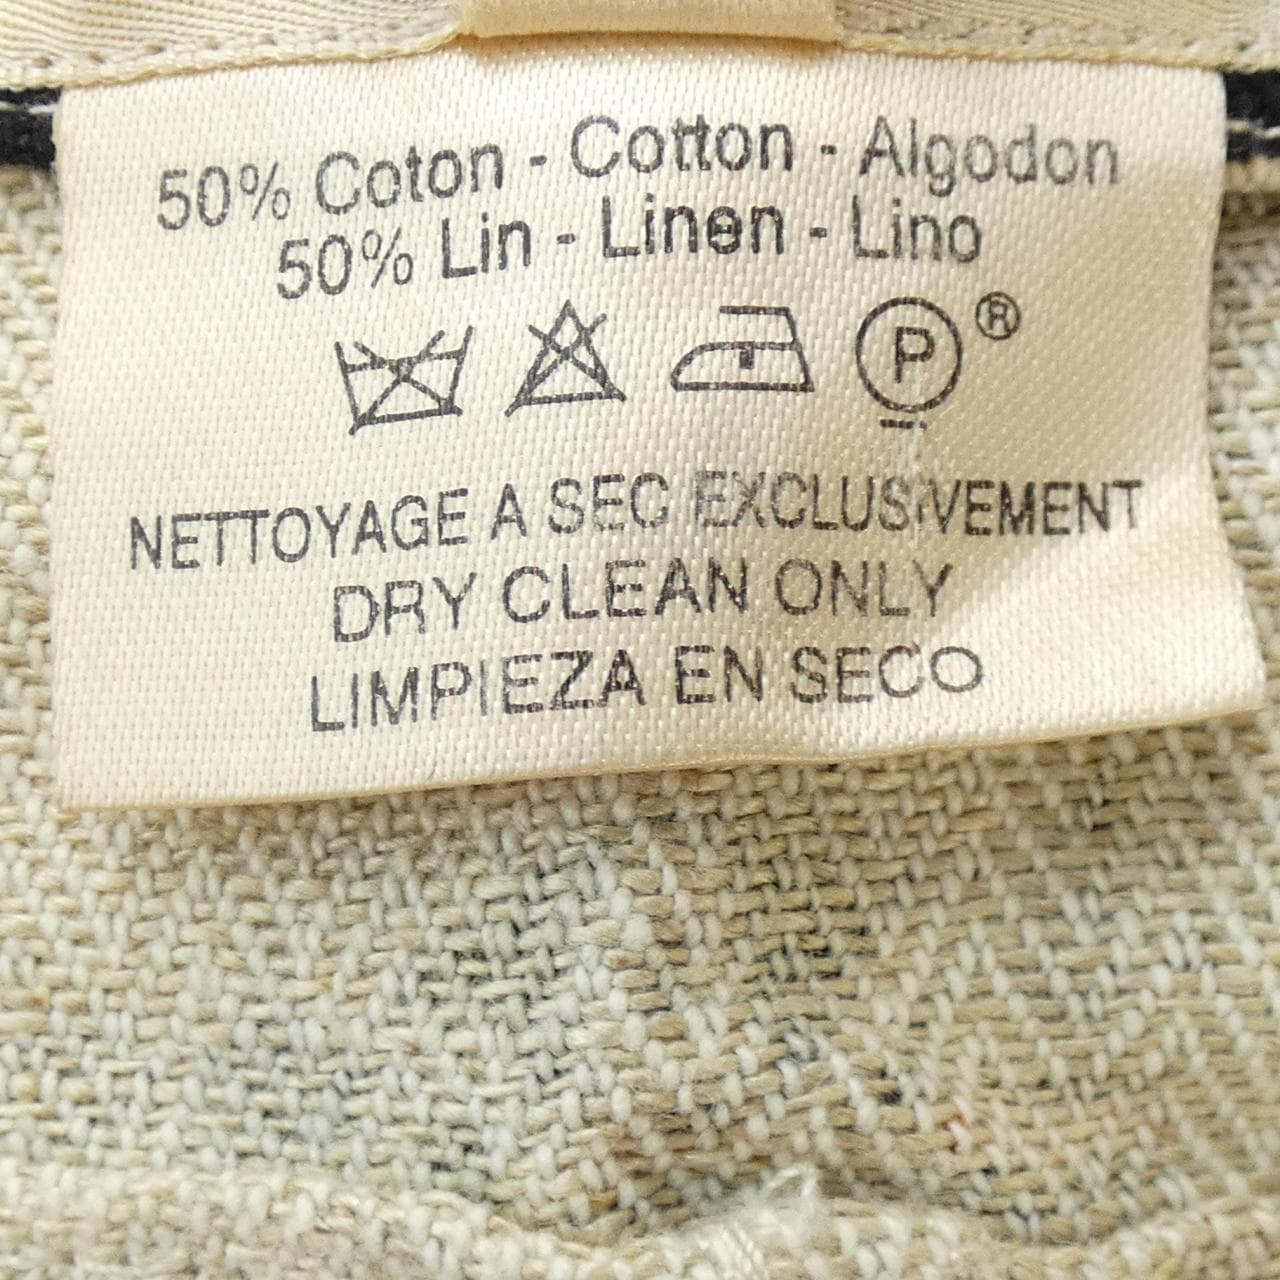 50% Coton - Cotton - Algodon
50% Lin - Linen - Lino
P ®
NETTOYAGE A SEC EXCLUSIVEMENT
DRY CLEAN ONLY
LIMPIEZA EN SECO